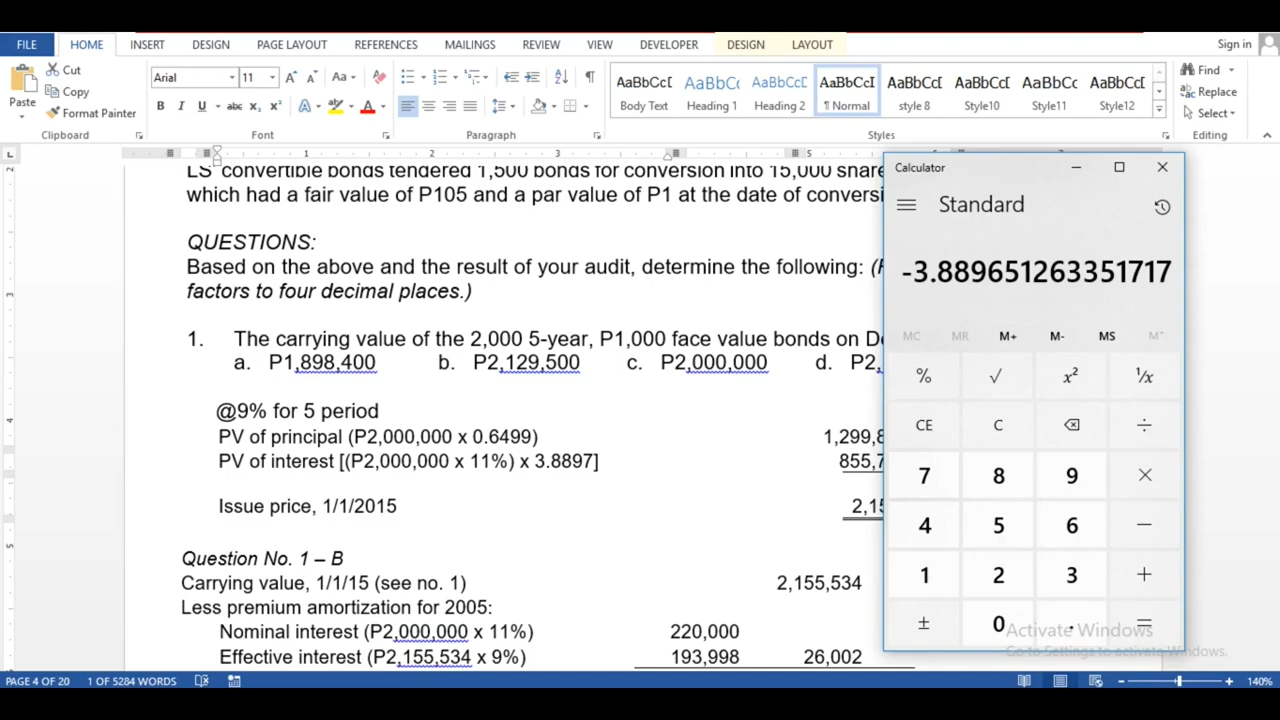 FILE HOME INSERT DESIGN PAGE LAYOUT REFERENCES MAILINGS REVIEW VIEW DEVELOPER DESIGN LAYOUT Sign in
Cut
Copy
Format Painter
Paste
Clipboard
Arial 11
Font
Paragraph
AaBbCcI AaBbCc AaBbCcI AaBbCcI AaBbCcI AaBbCcI AaBbCcI AaBbCcI
Body Text Heading 1 Heading 2 ¶ Normal style 8 Style10 Style11 Style12
Styles
Find
Replace
Select
Editing
1 2 3 5
LS' convertible bonds tendered 1,500 bonds for conversion into 15,000 share
which had a fair value of P105 and a par value of P1 at the date of convers
QUESTIONS:
Based on the above and the result of your audit, determine the following:
factors to four decimal places.)
1. The carrying value of the 2,000 5-year, P1,000 face value bonds on De
a. P1,898,400 b. P2,129,500 c. P2,000,000 d. P2,
@9% for 5 period
PV of principal (P2,000,000 x 0.6499) 1,299,8
PV of interest [(P2,000,000 x 11%) x 3.8897] 855,7
Issue price, 1/1/2015 2,15
Question No. 1 – B
Carrying value, 1/1/15 (see no. 1) 2,155,534
Less premium amortization for 2005:
Nominal interest (P2,000,000 x 11%) 220,000
Effective interest (P2,155,534 x 9%) 193,998 26,002
Calculator
Standard
-3.889651263351717
MC MR M+ M- MS
% √ x² ¹/x
CE C ÷
7 8 9 ×
4 5 6 −
1 2 3 +
± 0 . =
Activate Windows
Go to Settings to activate Windows.
PAGE 4 OF 20 1 OF 5284 WORDS 140%